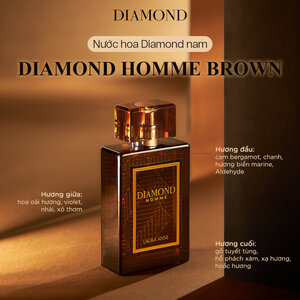 DIAMOND
Nước hoa Diamond nam
DIAMOND HOMME BROWN
Hương đầu:
cam bergamot, chanh,
hương biển marine,
Aldehyde
Hương giữa:
hoa oải hương, violet,
nhài, xô thơm
DIAMOND
HOMME
LAURA ANNE
Hương cuối:
gỗ tuyết tùng,
hổ phách xám, xạ hương,
hoắc hương